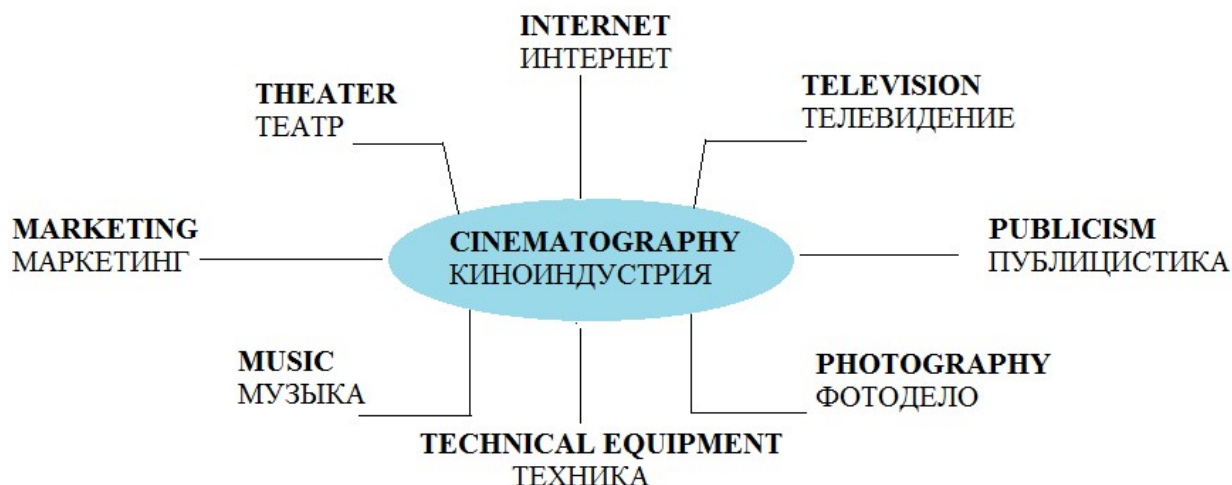 INTERNET
ИНТЕРНЕТ
THEATER
ТЕАТР
TELEVISION
ТЕЛЕВИДЕНИЕ
MARKETING
МАРКЕТИНГ
CINEMATOGRAPHY
КИНОИНДУСТРИЯ
PUBLICISM
ПУБЛИЦИСТИКА
MUSIC
МУЗЫКА
PHOTOGRAPHY
ФОТОДЕЛО
TECHNICAL EQUIPMENT
ТЕХНИКА